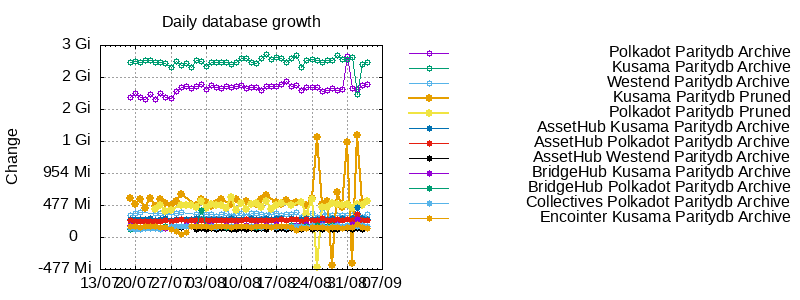 Daily database growth
Change
3 Gi
2 Gi
2 Gi
1 Gi
954 Mi
477 Mi
0
-477 Mi
13/07 20/07 27/07 03/08 10/08 17/08 24/08 31/08 07/09
Polkadot Paritydb Archive
Kusama Paritydb Archive
Westend Paritydb Archive
Kusama Paritydb Pruned
Polkadot Paritydb Pruned
AssetHub Kusama Paritydb Archive
AssetHub Polkadot Paritydb Archive
AssetHub Westend Paritydb Archive
BridgeHub Kusama Paritydb Archive
BridgeHub Polkadot Paritydb Archive
Collectives Polkadot Paritydb Archive
Encointer Kusama Paritydb Archive